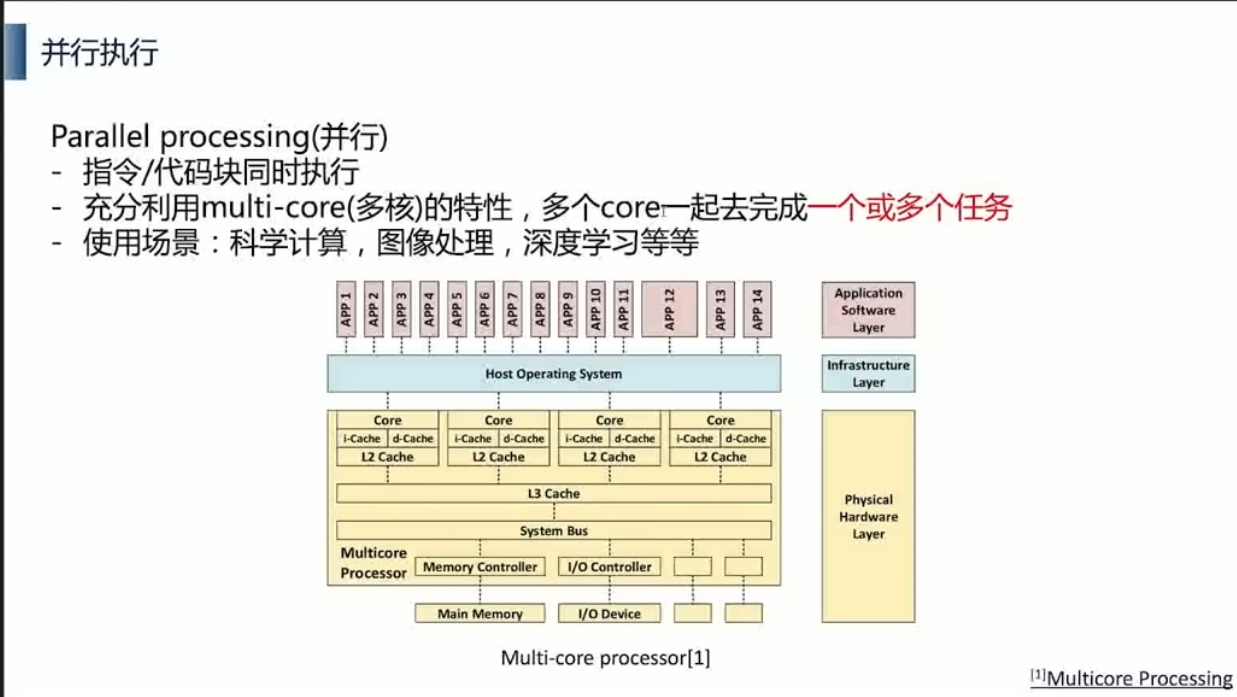 并行执行
Parallel processing(并行)
- 指令/代码块同时执行
- 充分利用multi-core(多核)的特性，多个core一起去完成一个或多个任务
- 使用场景：科学计算，图像处理，深度学习等等
APP 1 APP 2 APP 3 APP 4 APP 5 APP 6 APP 7 APP 8 APP 9 APP 10 APP 11 APP 12 APP 13 APP 14
Application
Software
Layer
Host Operating System
Infrastructure
Layer
Core Core Core Core
i-Cache d-Cache i-Cache d-Cache i-Cache d-Cache i-Cache d-Cache
L2 Cache L2 Cache L2 Cache L2 Cache
L3 Cache
System Bus
Multicore
Processor
Memory Controller I/O Controller
Main Memory I/O Device
Physical
Hardware
Layer
Multi-core processor[1]
[1]Multicore Processing